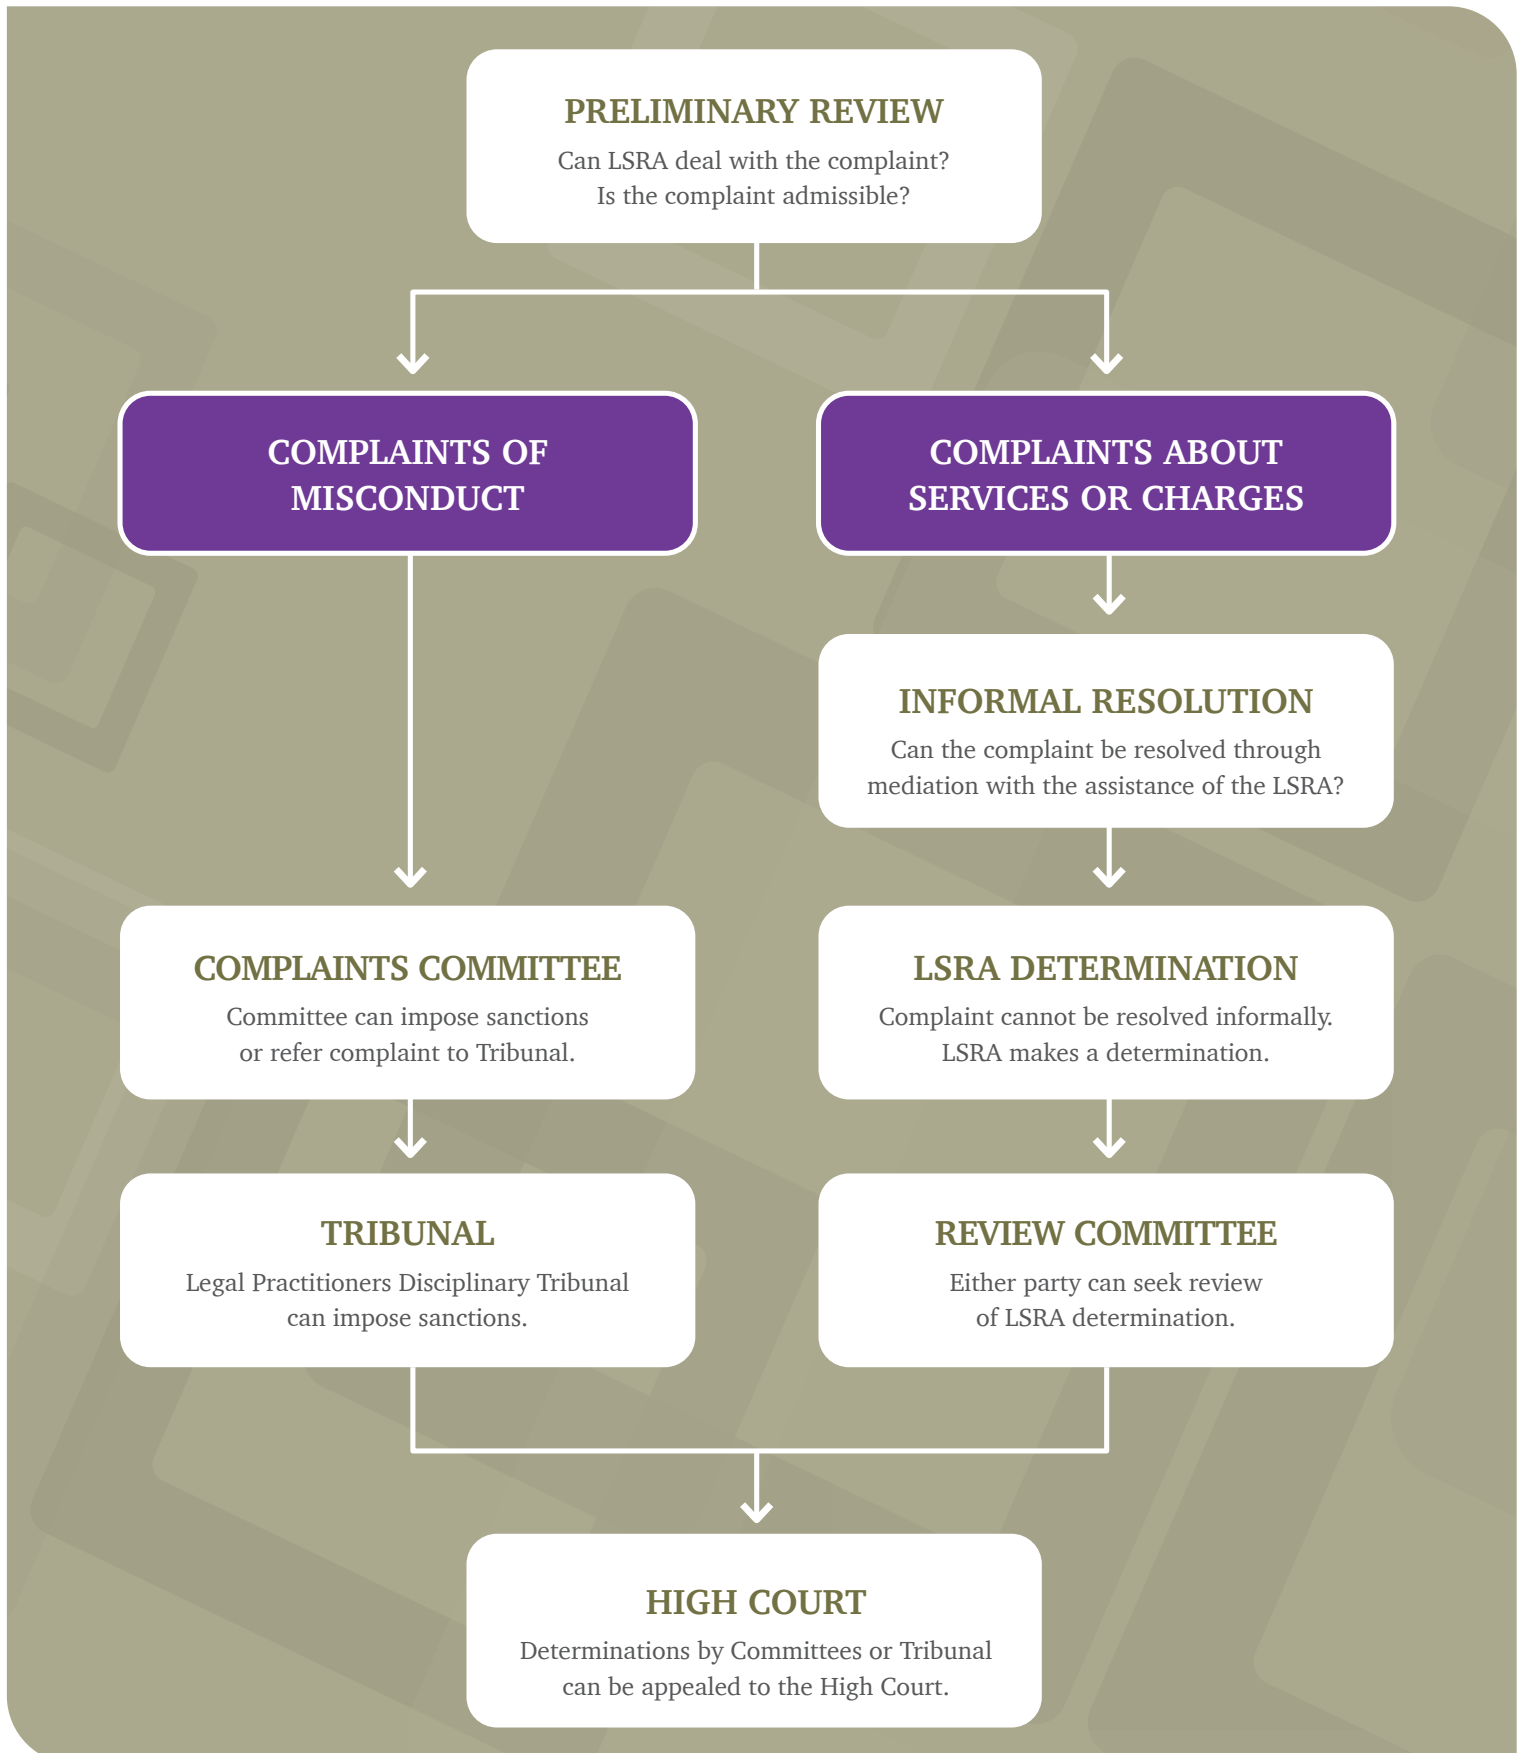 PRELIMINARY REVIEW
Can LSRA deal with the complaint?
Is the complaint admissible?
COMPLAINTS OF
MISCONDUCT
COMPLAINTS ABOUT
SERVICES OR CHARGES
INFORMAL RESOLUTION
Can the complaint be resolved through
mediation with the assistance of the LSRA?
COMPLAINTS COMMITTEE
Committee can impose sanctions
or refer complaint to Tribunal.
LSRA DETERMINATION
Complaint cannot be resolved informally.
LSRA makes a determination.
TRIBUNAL
Legal Practitioners Disciplinary Tribunal
can impose sanctions.
REVIEW COMMITTEE
Either party can seek review
of LSRA determination.
HIGH COURT
Determinations by Committees or Tribunal
can be appealed to the High Court.